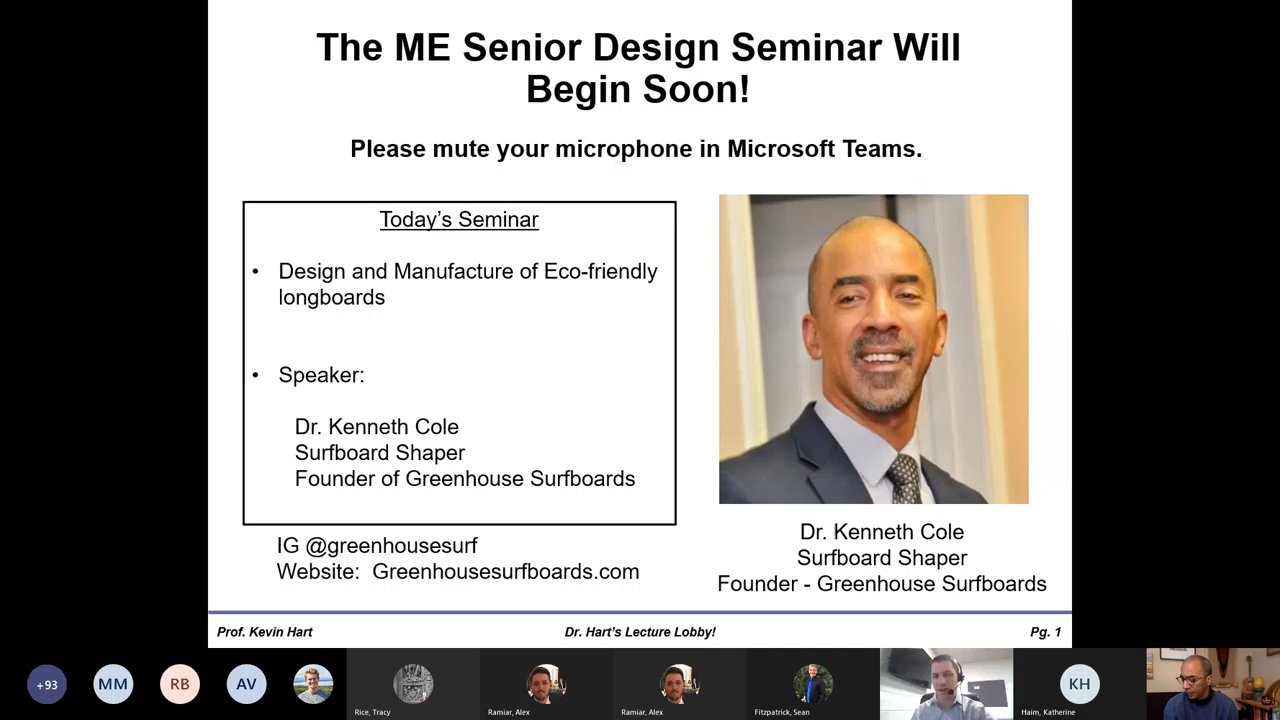 The ME Senior Design Seminar Will
Begin Soon!
Please mute your microphone in Microsoft Teams.
Today's Seminar
• Design and Manufacture of Eco-friendly
longboards
• Speaker:
Dr. Kenneth Cole
Surfboard Shaper
Founder of Greenhouse Surfboards
IG @greenhousesurf
Website: Greenhousesurfboards.com
Dr. Kenneth Cole
Surfboard Shaper
Founder - Greenhouse Surfboards
Prof. Kevin Hart
Dr. Hart's Lecture Lobby!
Pg. 1
+93
MM
RB
AV
Rice, Tracy
Ramiar, Alex
Ramiar, Alex
Fitzpatrick, Sean
KH
Haim, Katherine